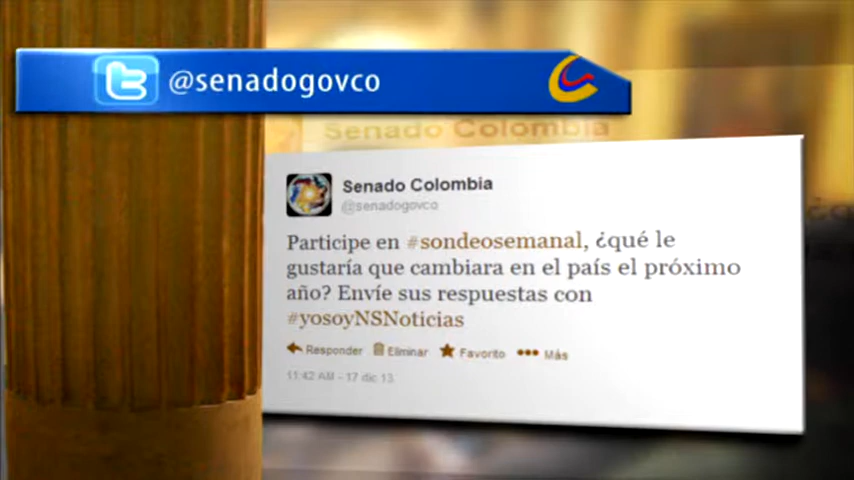 @senadogovco
Senado Colombia
Senado Colombia
@senadogovco
Participe en #sondeosemanal, ¿qué le
gustaría que cambiara en el país el próximo
año? Envíe sus respuestas con
#yosoyNSNoticias
Responder Eliminar Favorito Más
11:42 AM - 17 dic 13